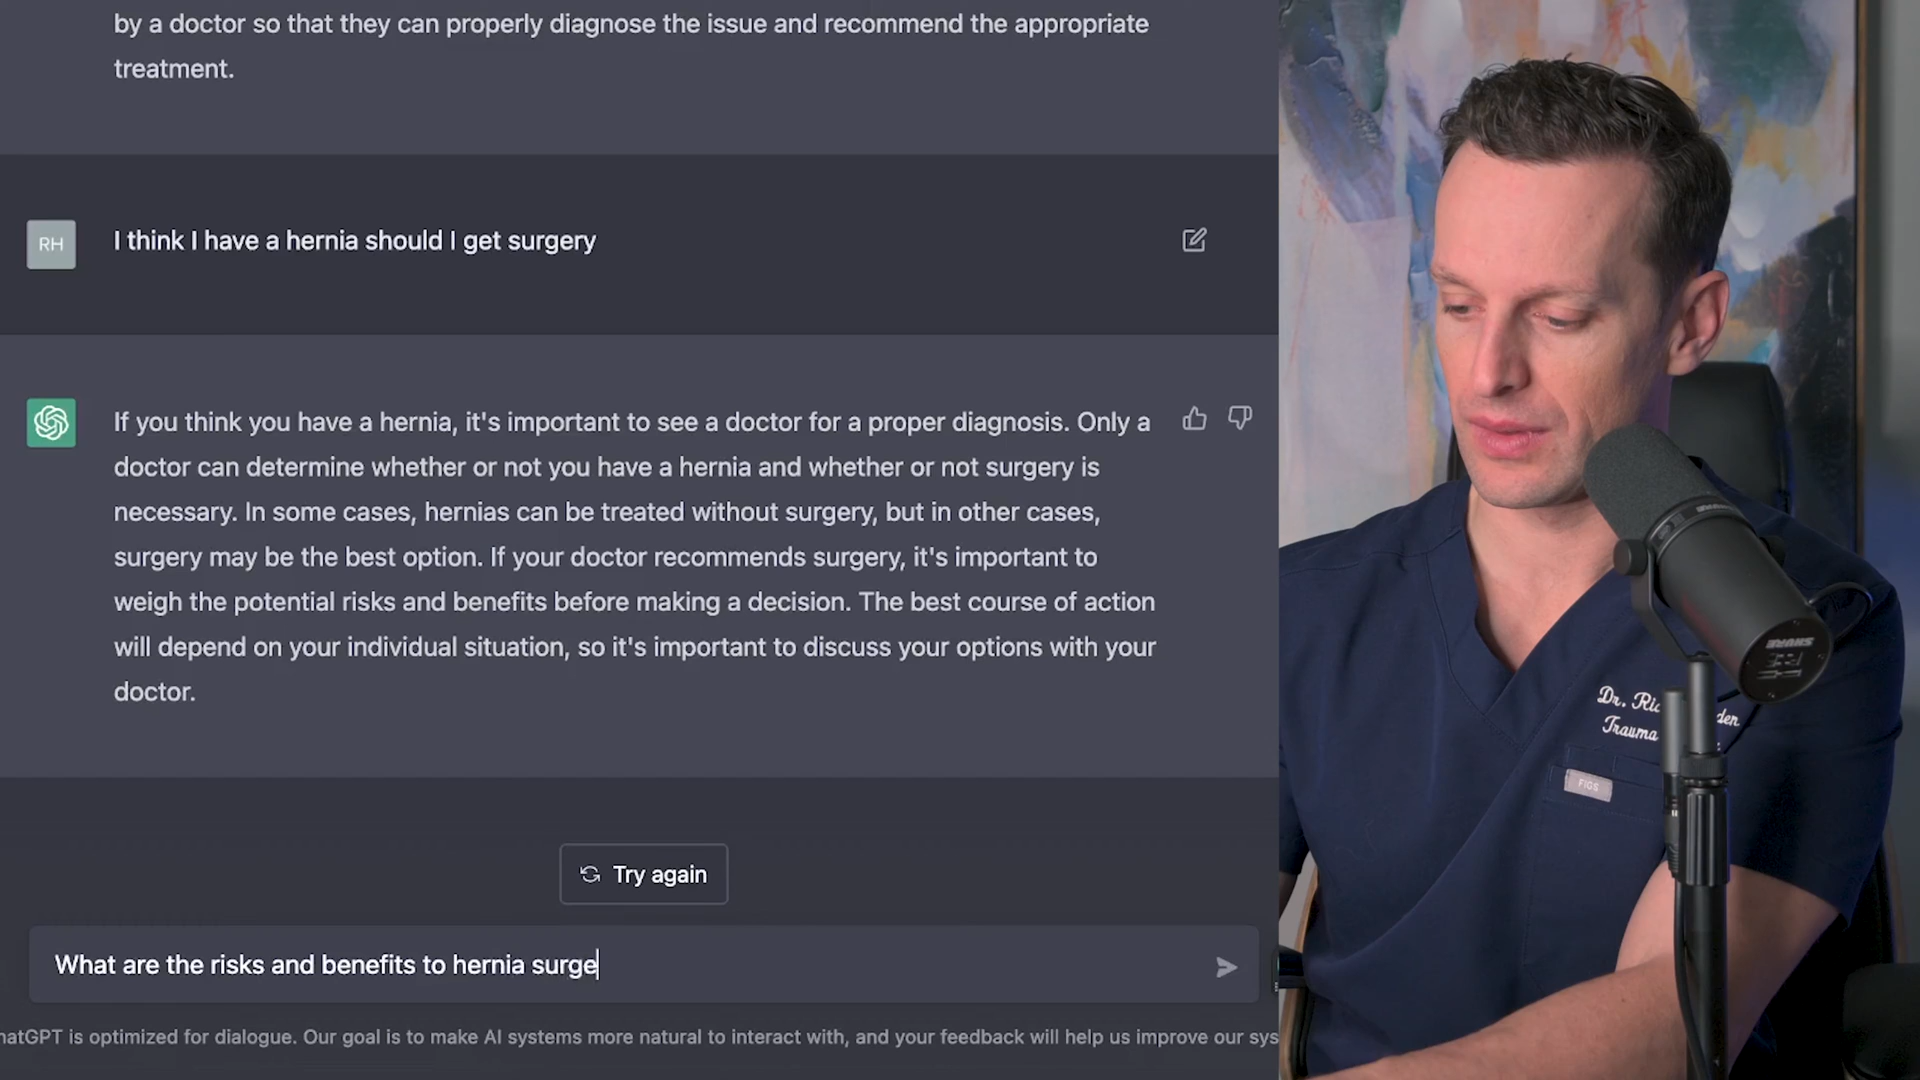 by a doctor so that they can properly diagnose the issue and recommend the appropriate
treatment.
RH
I think I have a hernia should I get surgery
If you think you have a hernia, it's important to see a doctor for a proper diagnosis. Only a
doctor can determine whether or not you have a hernia and whether or not surgery is
necessary. In some cases, hernias can be treated without surgery, but in other cases,
surgery may be the best option. If your doctor recommends surgery, it's important to
weigh the potential risks and benefits before making a decision. The best course of action
will depend on your individual situation, so it's important to discuss your options with your
doctor.
Try again
What are the risks and benefits to hernia surge
hatGPT is optimized for dialogue. Our goal is to make AI systems more natural to interact with, and your feedback will help us improve our sys
SHURE
Dr. Ric
den
Trauma
FIGS